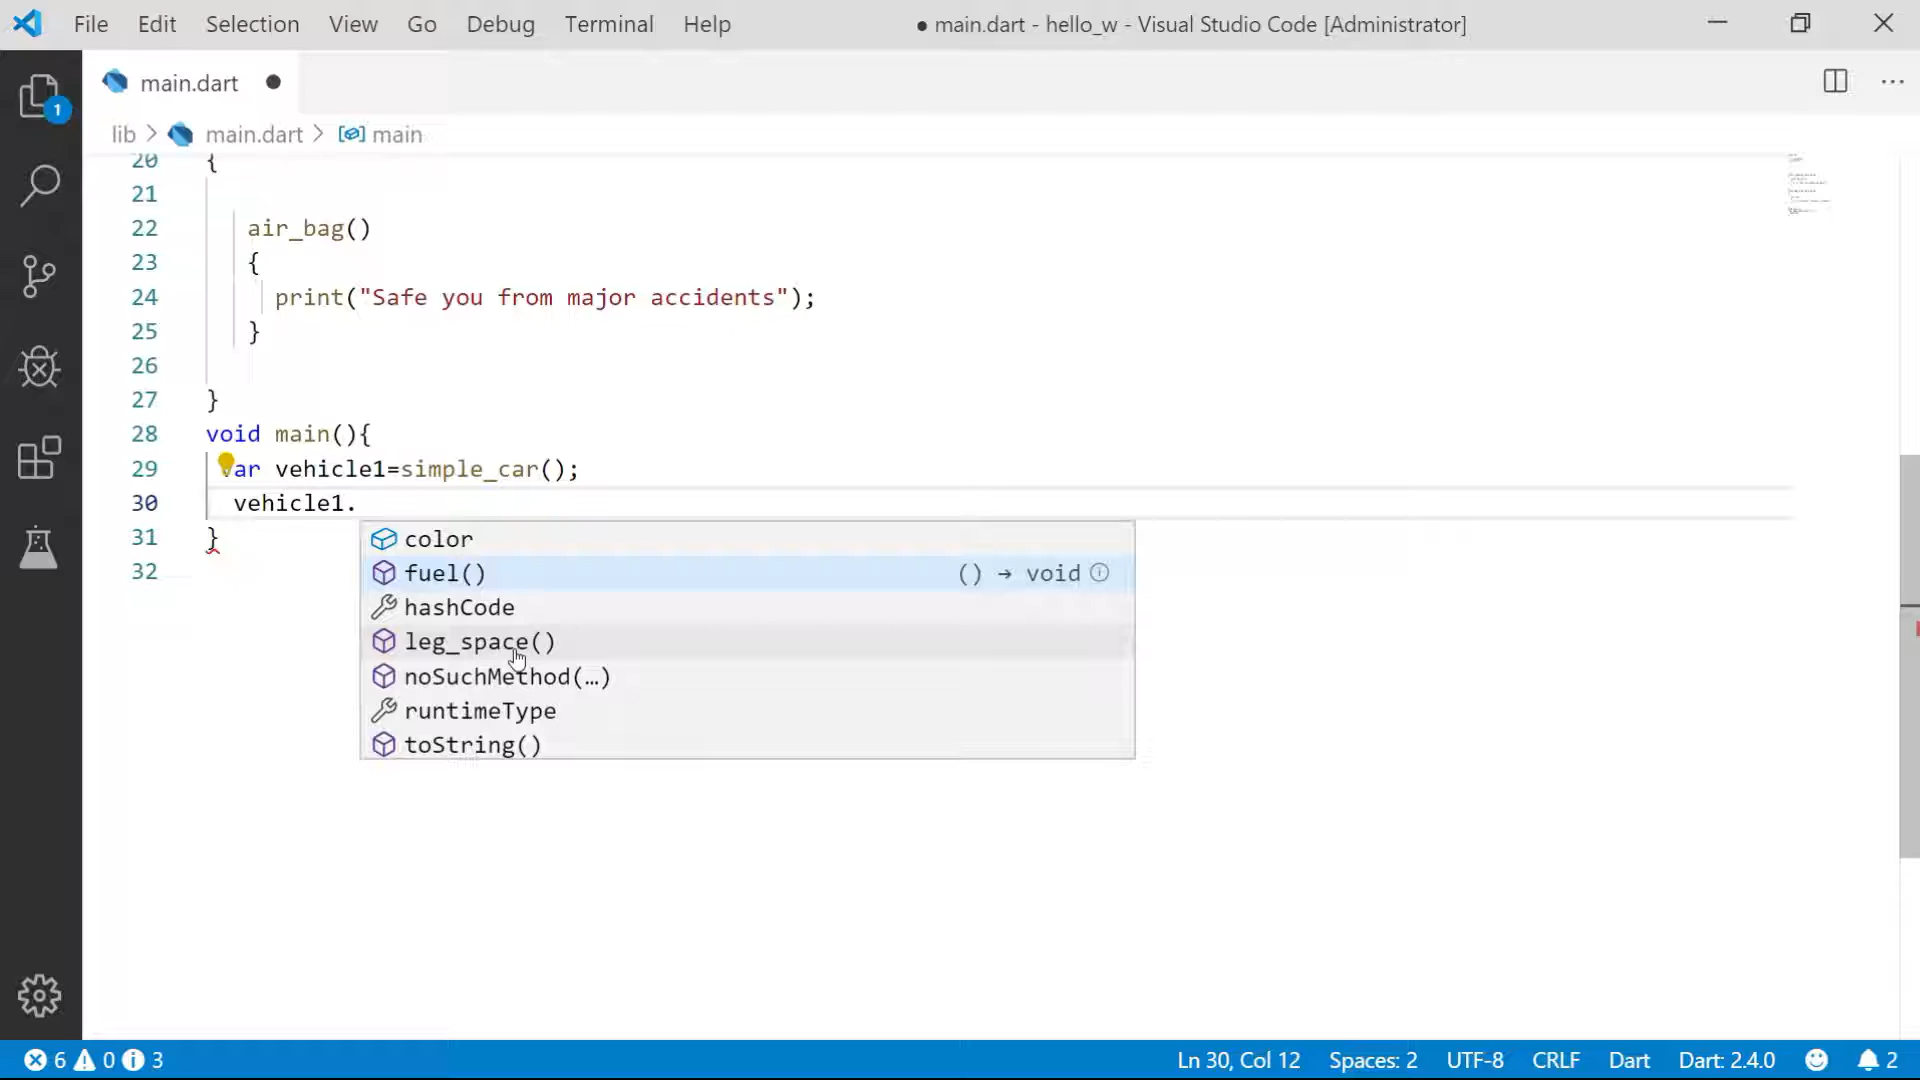 File Edit Selection View Go Debug Terminal Help ● main.dart - hello_w - Visual Studio Code [Administrator]
main.dart ●
1
lib > main.dart > main
20 {
21
22 air_bag()
23 {
24 print("Safe you from major accidents");
25 }
26
27 }
28 void main(){
29 var vehicle1=simple_car();
30 vehicle1.
31 }
32
color
fuel() () → void
hashCode
leg_space()
noSuchMethod(…)
runtimeType
toString()
6 0 3 Ln 30, Col 12 Spaces: 2 UTF-8 CRLF Dart Dart: 2.4.0 2